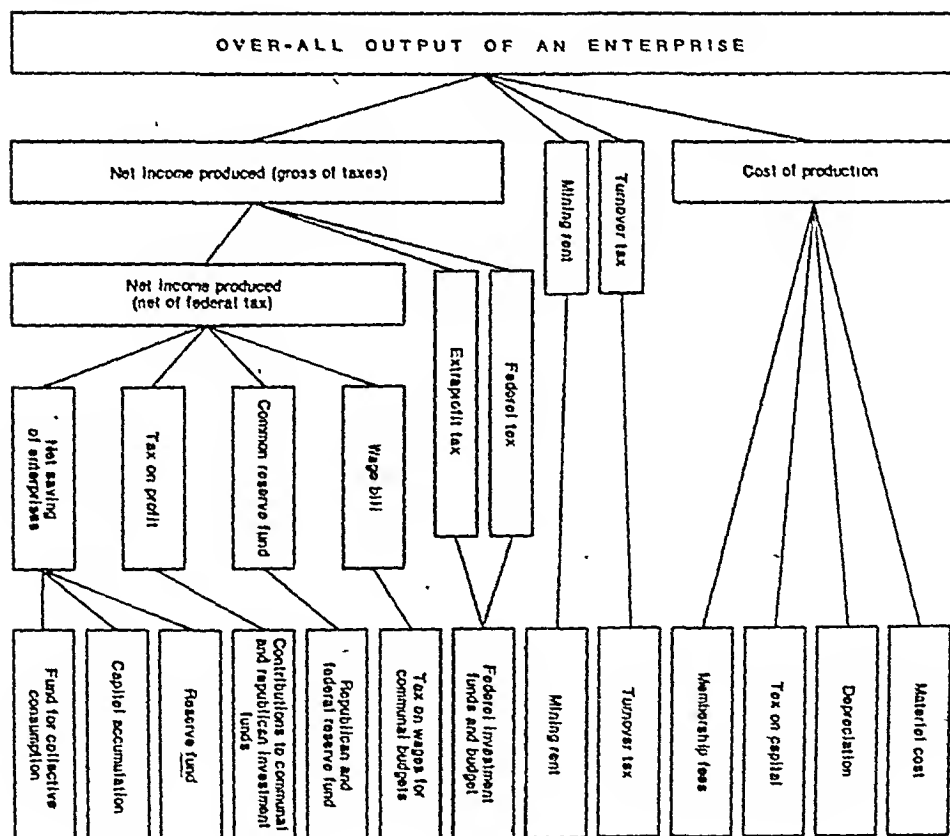 OVER-ALL OUTPUT OF AN ENTERPRISE
Net Income produced (gross of taxes)
Mining rent
Turnover tax
Cost of production
Net Income produced
(net of federal tax)
Extraprofit tax
Federal tax
Net saving
of enterprises
Tax on profit
Common reserve fund
Wage bill
Fund for collective
consumption
Capital accumulation
Reserve fund
Contributions to communal
and republican investment
funds
Republican and
federal reserve fund
Tax on wages for
communal budgets
Federal investment
funds and budget
Mining rent
Turnover tax
Membership fees
Tax on capital
Depreciation
Material cost